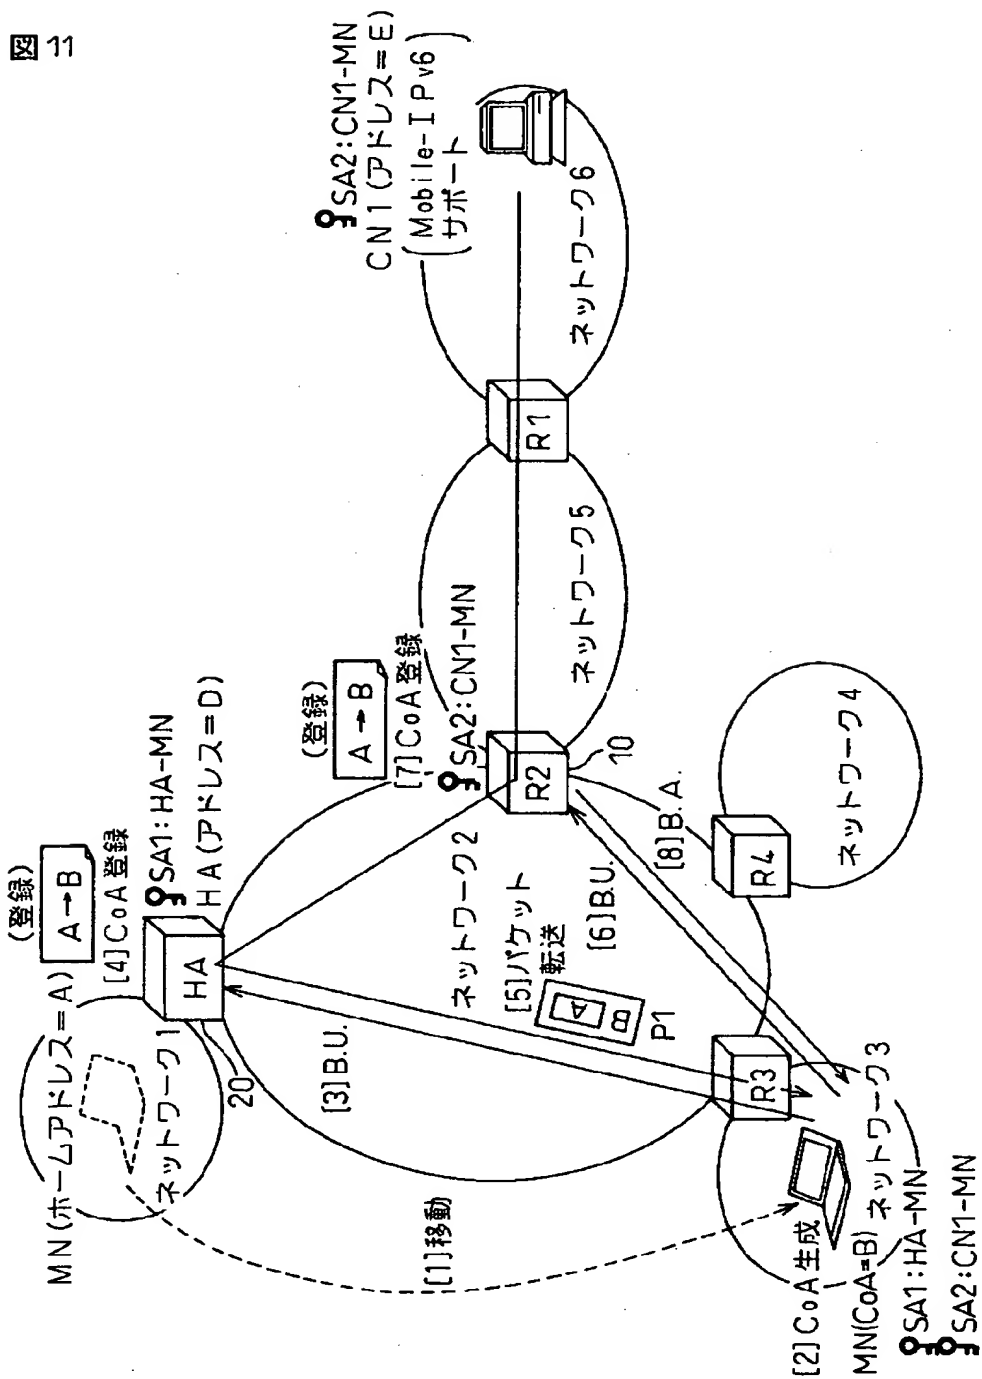 図11
MN(ホームアドレス=A)
ネットワーク1
20
(登録)
A→B
[4]CoA登録
HA
SA1:HA-MN
HA(アドレス=D)
[3]B.U.
[1]移動
[2]CoA生成
MN(CoA=B)
ネットワーク3
SA1:HA-MN
SA2:CN1-MN
R3
ネットワーク2
[5]パケット
転送
A
B
P1
[6]B.U.
[8]B.A.
(登録)
A→B
[7]CoA登録
SA2:CN1-MN
R2
10
R4
ネットワーク4
ネットワーク5
R1
ネットワーク6
SA2:CN1-MN
CN1(アドレス=E)
(Mobile-IPv6
サポート)